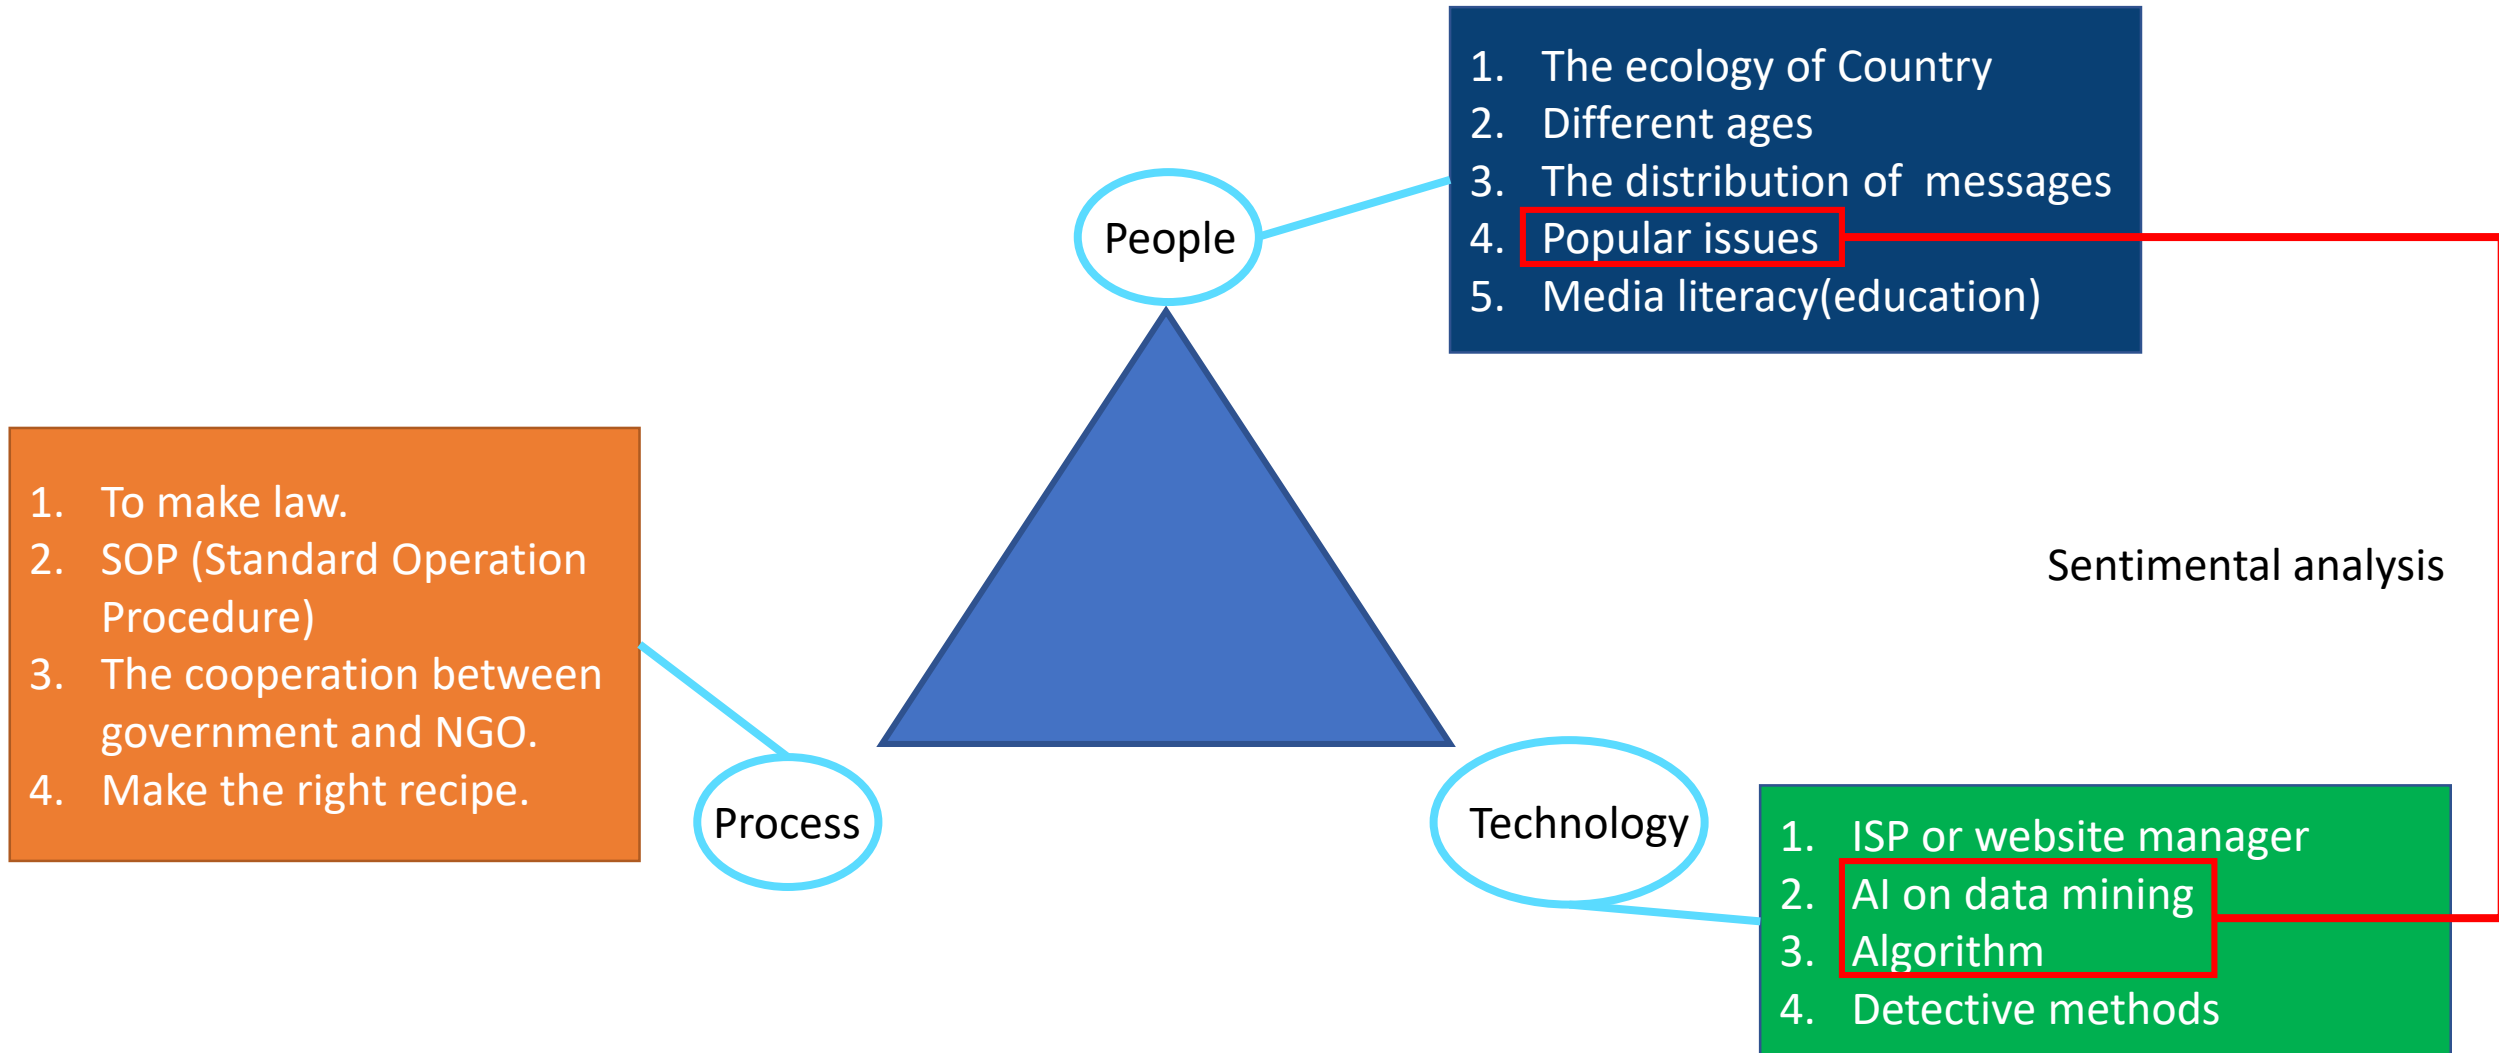 1. The ecology of Country
2. Different ages
3. The distribution of messages
4. Popular issues
5. Media literacy(education)
People
1. To make law.
2. SOP (Standard Operation
Procedure)
3. The cooperation between
government and NGO.
4. Make the right recipe.
Sentimental analysis
Process
Technology
1. ISP or website manager
2. AI on data mining
3. Algorithm
4. Detective methods